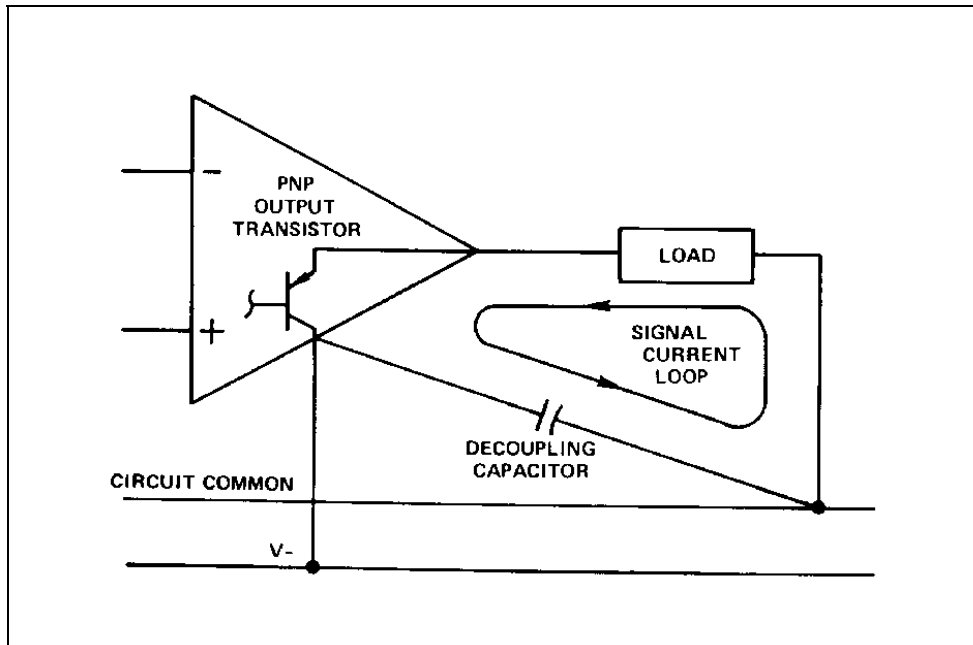 −
PNP
OUTPUT
TRANSISTOR
+
LOAD
SIGNAL
CURRENT
LOOP
DECOUPLING
CAPACITOR
CIRCUIT COMMON
V-